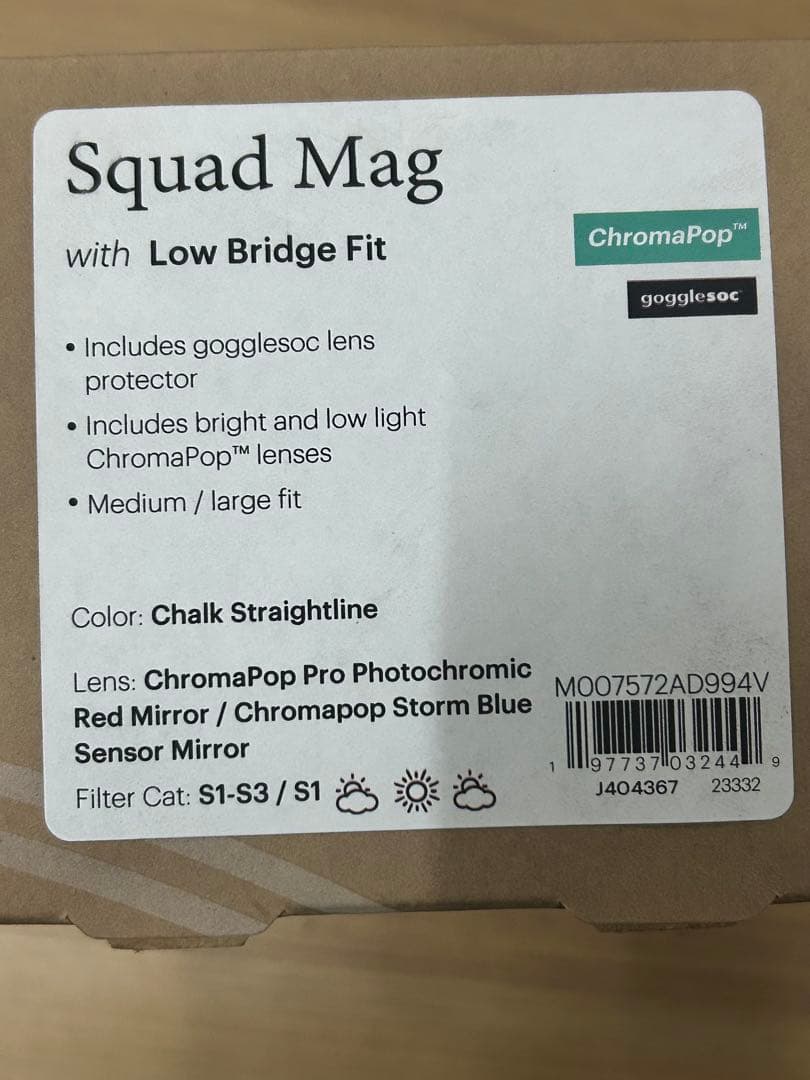 Squad Mag
with Low Bridge Fit
ChromaPop™
gogglesoc
• Includes gogglesoc lens
protector
• Includes bright and low light
ChromaPop™ lenses
• Medium / large fit
Color: Chalk Straightline
Lens: ChromaPop Pro Photochromic
Red Mirror / Chromapop Storm Blue
Sensor Mirror
Filter Cat: S1-S3 / S1
M007572AD994V
1 97737 03244 9
J404367 23332